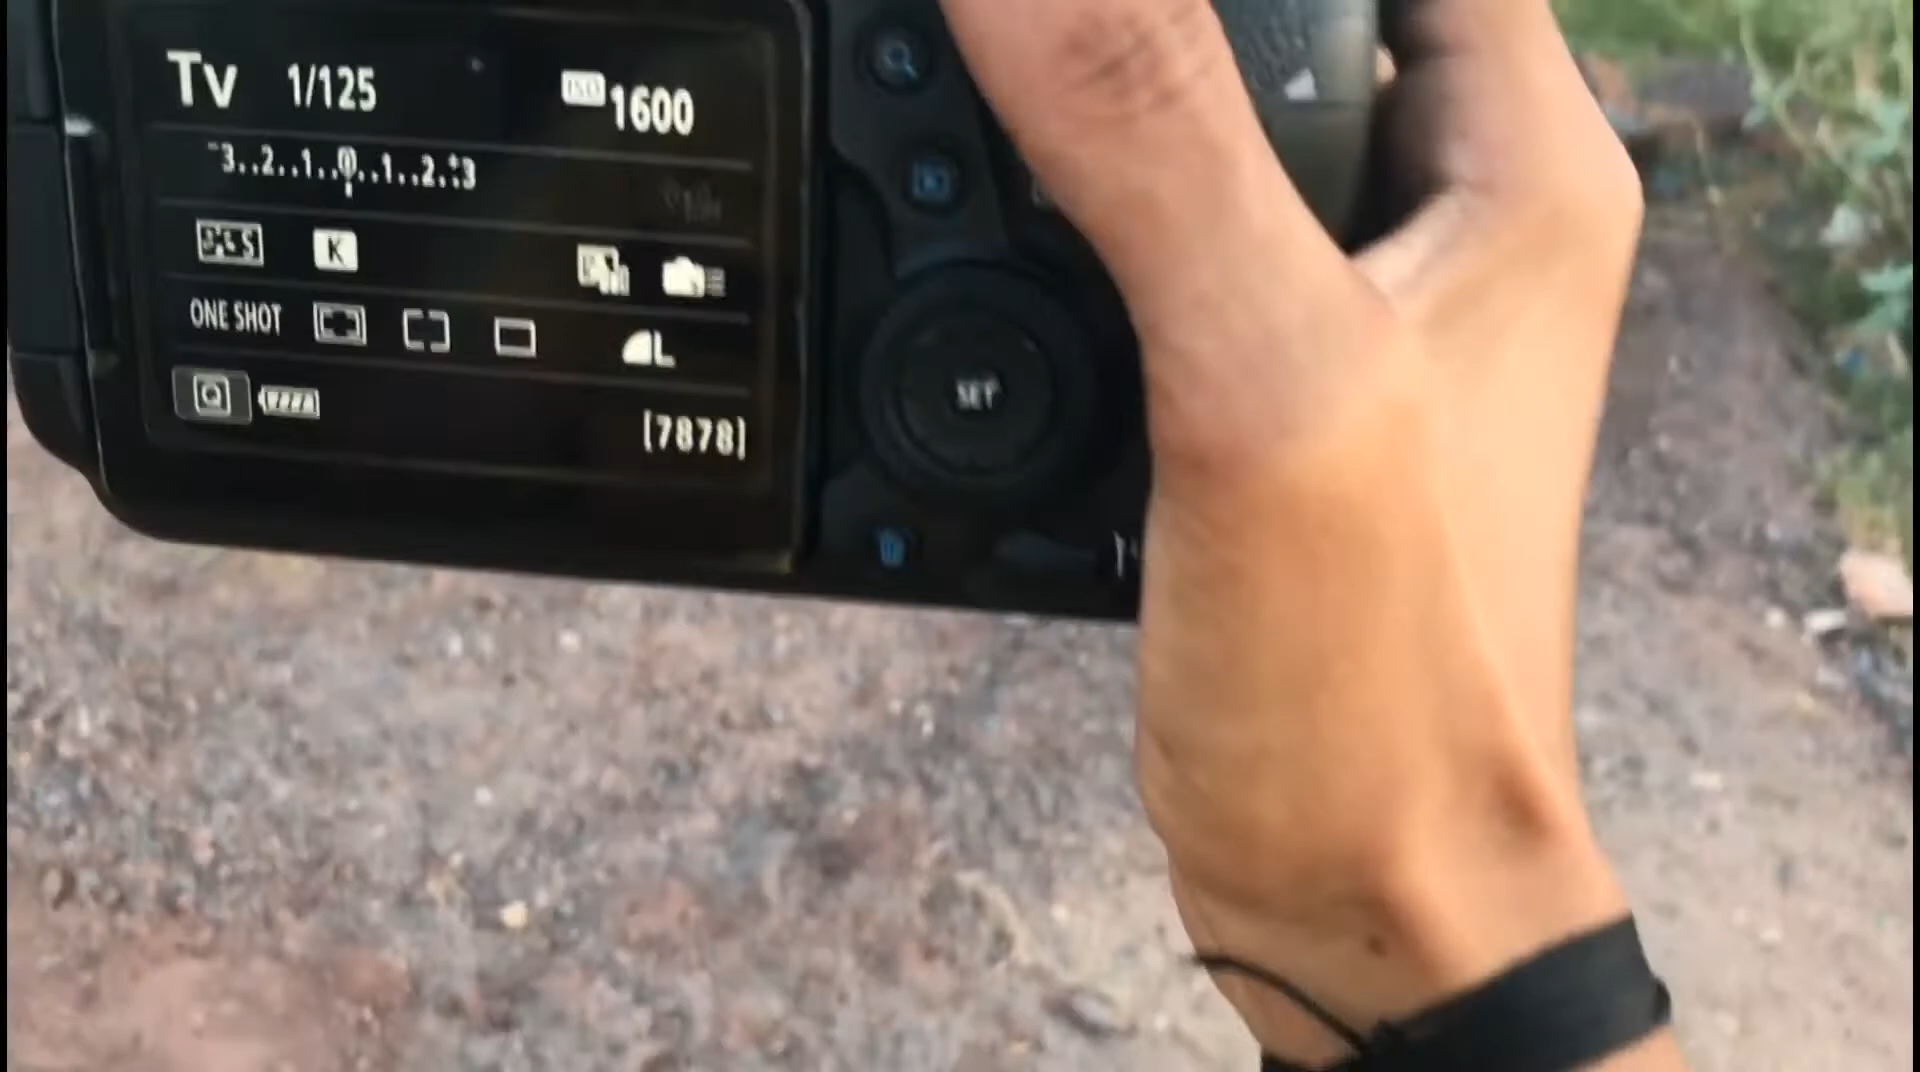 Tv 1/125 ISO 1600
-3..2..1..0..1..2..+3
S K
ONE SHOT L
Q
[7878]
SET